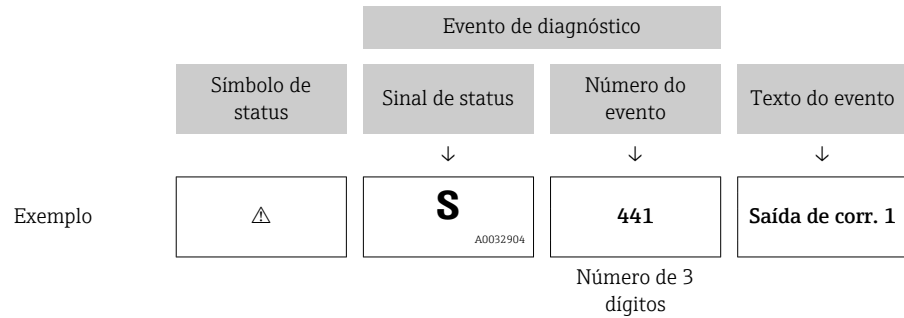 Evento de diagnóstico
Símbolo de
status
Sinal de status
Número do
evento
Texto do evento
↓ ↓ ↓
Exemplo
⚠
S
A0032904
441
Saída de corr. 1
Número de 3
dígitos